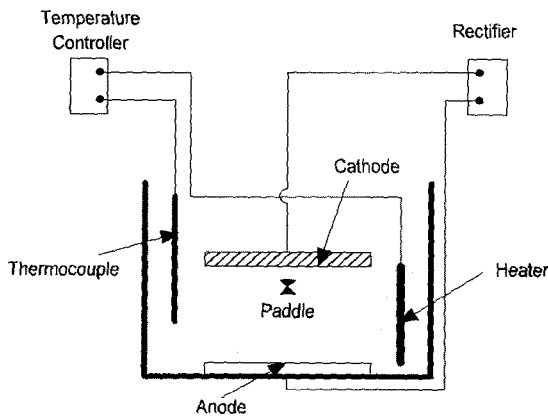 Temperature
Controller
Rectifier
Cathode
Thermocouple
Heater
Paddle
Anode